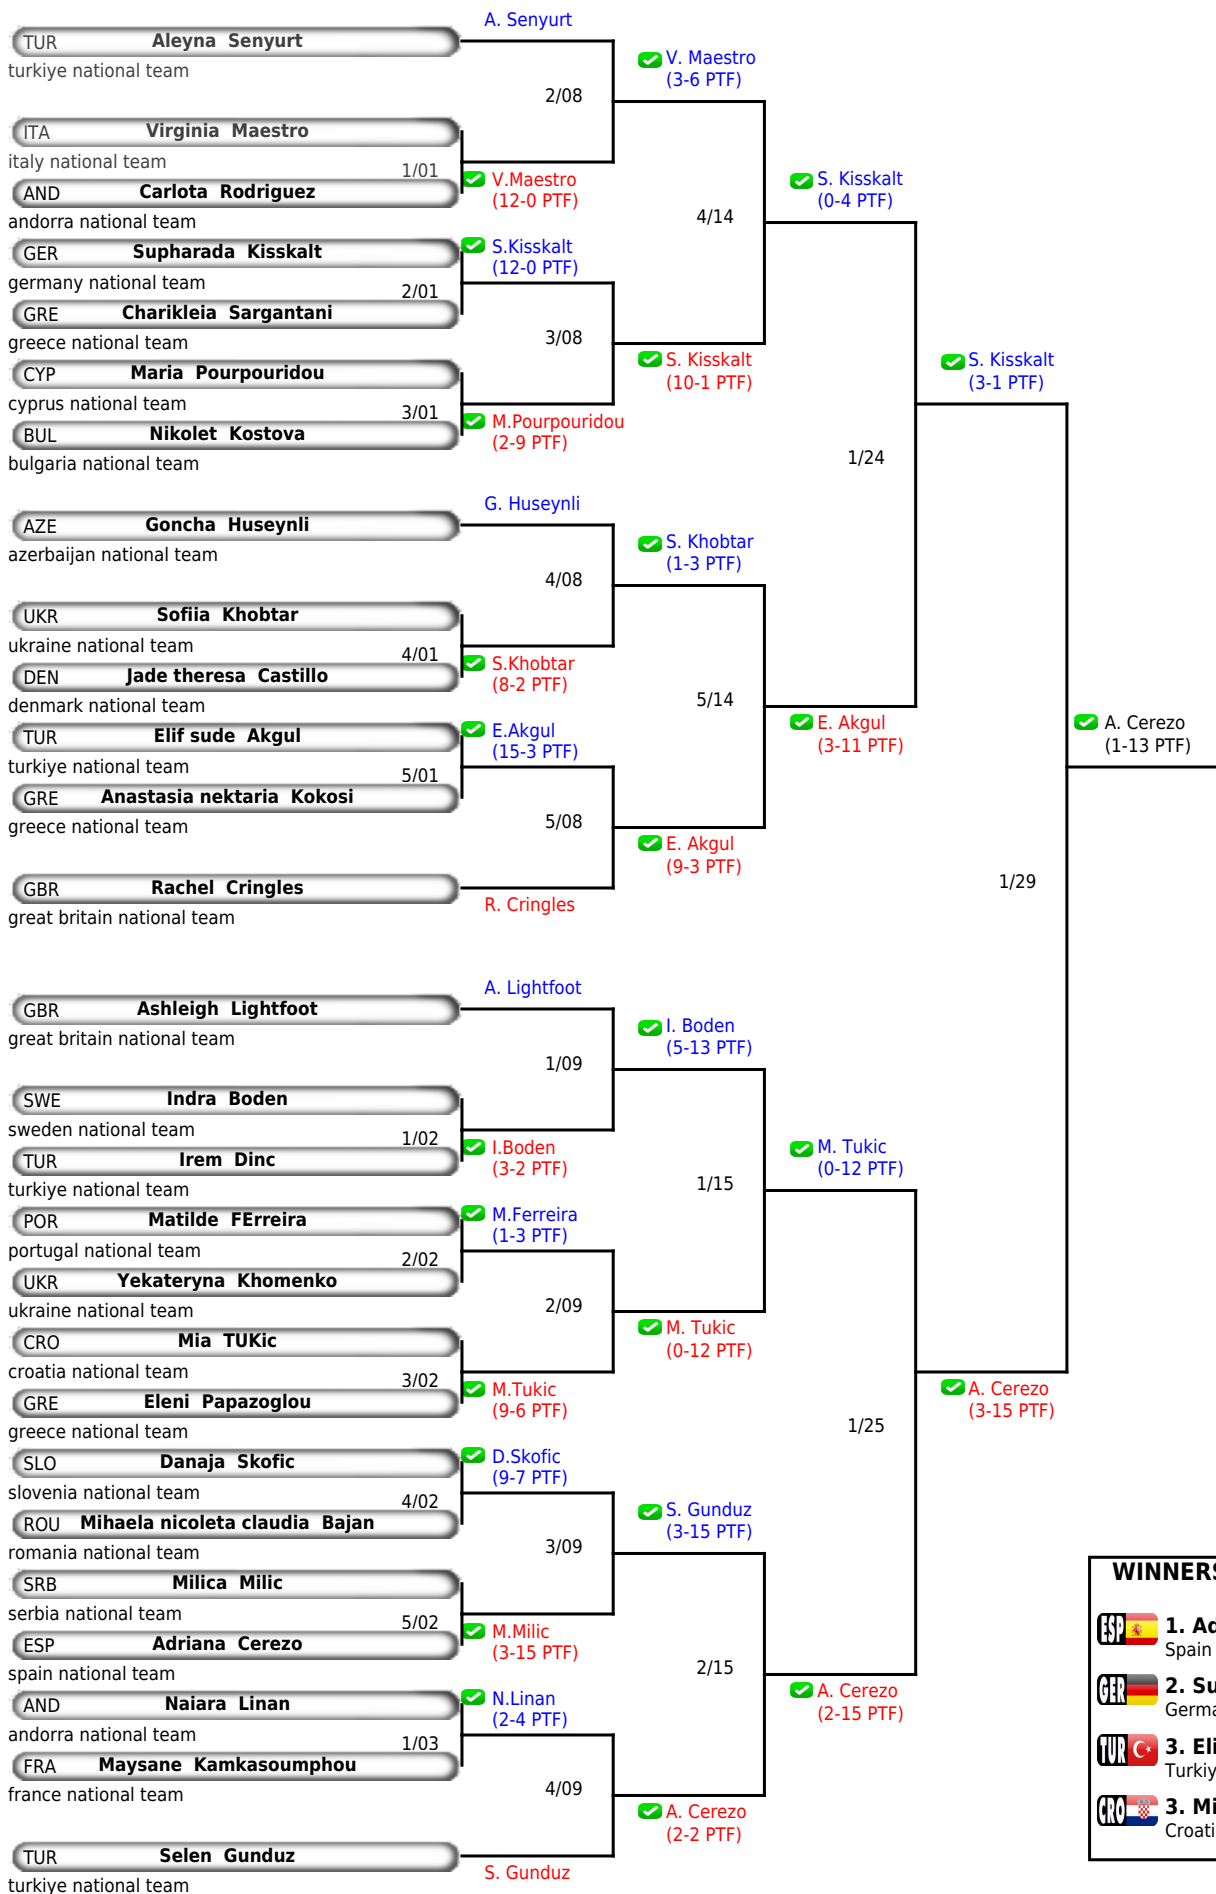 A. Senyurt
TUR Aleyna Senyurt
turkiye national team
V. Maestro
(3-6 PTF)
2/08
ITA Virginia Maestro
italy national team
1/01
V.Maestro
(12-0 PTF)
AND Carlota Rodriguez
andorra national team
S. Kisskalt
(0-4 PTF)
4/14
GER Supharada Kisskalt
germany national team
S.Kisskalt
(12-0 PTF)
2/01
GRE Charikleia Sargantani
greece national team
3/08
S. Kisskalt
(10-1 PTF)
S. Kisskalt
(3-1 PTF)
CYP Maria Pourpouridou
cyprus national team
3/01
M.Pourpouridou
(2-9 PTF)
BUL Nikolet Kostova
bulgaria national team
1/24
G. Huseynli
AZE Goncha Huseynli
azerbaijan national team
S. Khobtar
(1-3 PTF)
4/08
UKR Sofiia Khobtar
ukraine national team
4/01
S.Khobtar
(8-2 PTF)
DEN Jade theresa Castillo
denmark national team
5/14
E. Akgul
(3-11 PTF)
A. Cerezo
(1-13 PTF)
TUR Elif sude Akgul
turkiye national team
E.Akgul
(15-3 PTF)
5/01
GRE Anastasia nektaria Kokosi
greece national team
5/08
E. Akgul
(9-3 PTF)
GBR Rachel Cringles
great britain national team
R. Cringles
1/29
A. Lightfoot
GBR Ashleigh Lightfoot
great britain national team
I. Boden
(5-13 PTF)
1/09
SWE Indra Boden
sweden national team
1/02
I.Boden
(3-2 PTF)
TUR Irem Dinc
turkiye national team
M. Tukic
(0-12 PTF)
1/15
POR Matilde FErreira
portugal national team
M.Ferreira
(1-3 PTF)
2/02
UKR Yekateryna Khomenko
ukraine national team
2/09
M. Tukic
(0-12 PTF)
CRO Mia TUKic
croatia national team
3/02
M.Tukic
(9-6 PTF)
GRE Eleni Papazoglou
greece national team
A. Cerezo
(3-15 PTF)
1/25
SLO Danaja Skofic
slovenia national team
D.Skofic
(9-7 PTF)
4/02
ROU Mihaela nicoleta claudia Bajan
romania national team
S. Gunduz
(3-15 PTF)
3/09
SRB Milica Milic
serbia national team
5/02
M.Milic
(3-15 PTF)
ESP Adriana Cerezo
spain national team
2/15
A. Cerezo
(2-15 PTF)
AND Naiara Linan
andorra national team
N.Linan
(2-4 PTF)
1/03
FRA Maysane Kamkasoumphou
france national team
4/09
A. Cerezo
(2-2 PTF)
TUR Selen Gunduz
turkiye national team
S. Gunduz
WINNERS
ESP 1. Ad
Spain
GER 2. Su
Germa
TUR 3. Eli
Turkiy
CRO 3. Mi
Croati